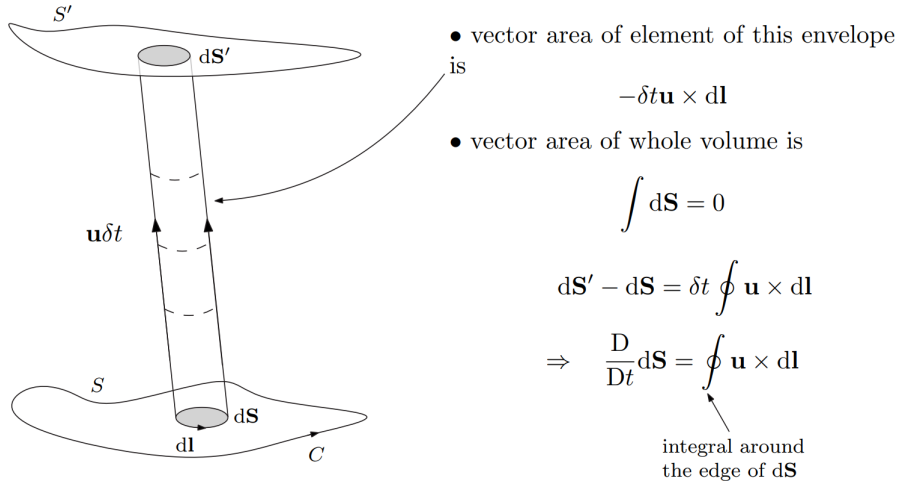 S′
dS′
uδt
S
dS
dl
C
• vector area of element of this envelope
is
−δtu × dl
• vector area of whole volume is
∫ dS = 0
dS′ − dS = δt ∮ u × dl
⇒ D/Dt dS = ∮ u × dl
integral around
the edge of dS